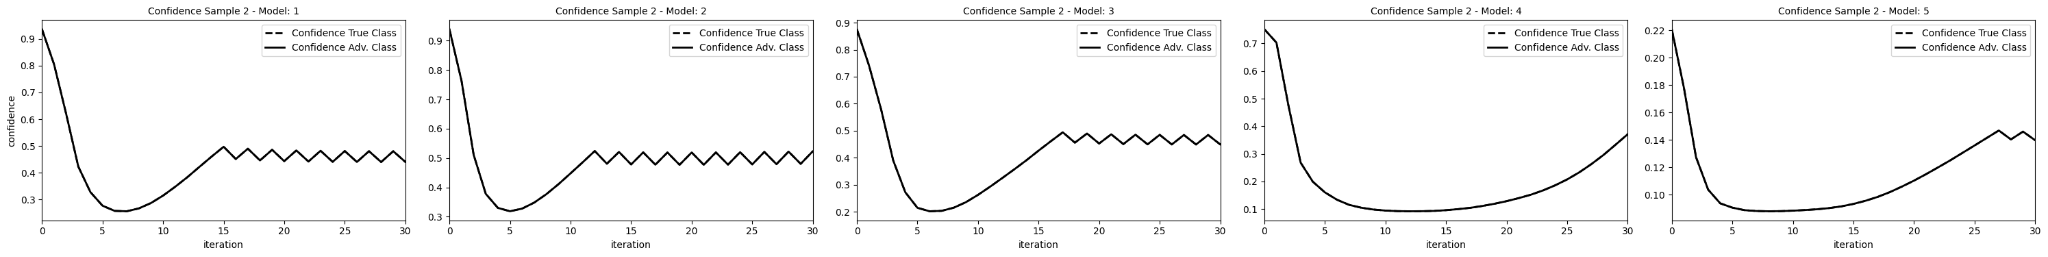 Confidence Sample 2 - Model: 1
Confidence True Class
Confidence Adv. Class
confidence
0.9
0.8
0.7
0.6
0.5
0.4
0.3
0 5 10 15 20 25 30
iteration
Confidence Sample 2 - Model: 2
Confidence True Class
Confidence Adv. Class
0.9
0.8
0.7
0.6
0.5
0.4
0.3
0 5 10 15 20 25 30
iteration
Confidence Sample 2 - Model: 3
Confidence True Class
Confidence Adv. Class
0.9
0.8
0.7
0.6
0.5
0.4
0.3
0.2
0 5 10 15 20 25 30
iteration
Confidence Sample 2 - Model: 4
Confidence True Class
Confidence Adv. Class
0.7
0.6
0.5
0.4
0.3
0.2
0.1
0 5 10 15 20 25 30
iteration
Confidence Sample 2 - Model: 5
Confidence True Class
Confidence Adv. Class
0.22
0.20
0.18
0.16
0.14
0.12
0.10
0 5 10 15 20 25 30
iteration